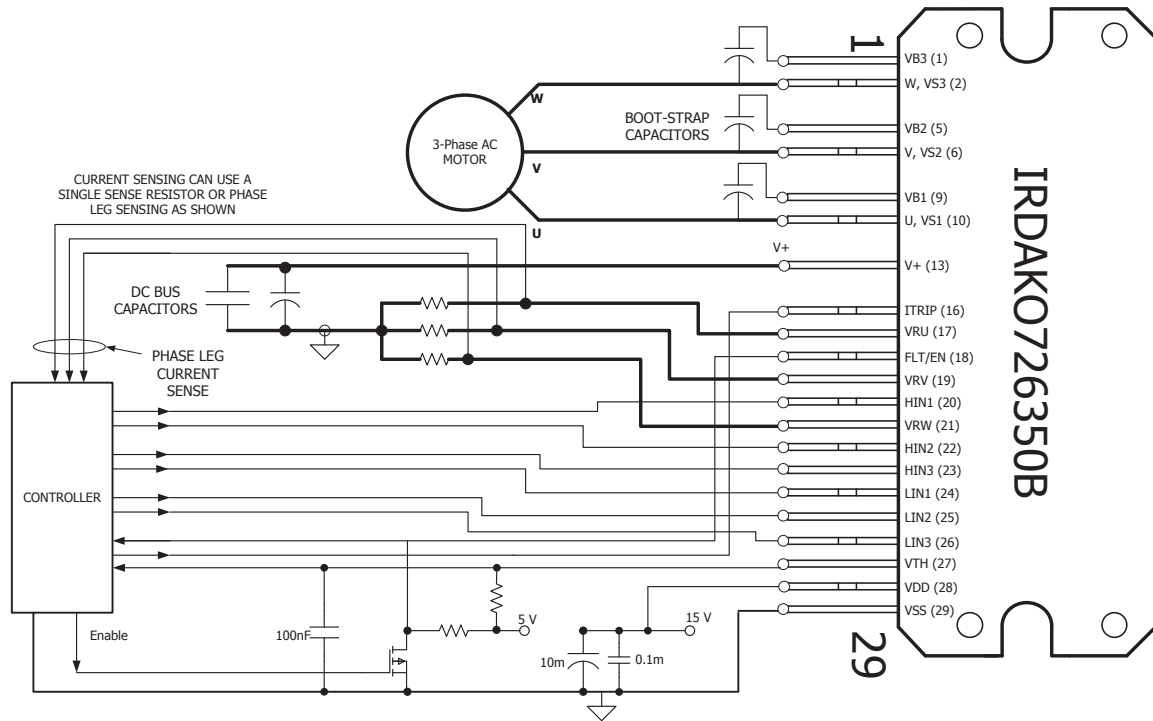 1
VB3 (1)
W, VS3 (2)
W
BOOT-STRAP
CAPACITORS
VB2 (5)
3-Phase AC
MOTOR
V, VS2 (6)
V
CURRENT SENSING CAN USE A
SINGLE SENSE RESISTOR OR PHASE
LEG SENSING AS SHOWN
VB1 (9)
U, VS1 (10)
U
V+
V+ (13)
DC BUS
CAPACITORS
ITRIP (16)
VRU (17)
PHASE LEG
CURRENT
SENSE
FLT/EN (18)
VRV (19)
HIN1 (20)
VRW (21)
HIN2 (22)
HIN3 (23)
CONTROLLER
LIN1 (24)
LIN2 (25)
LIN3 (26)
VTH (27)
VDD (28)
VSS (29)
IRDAKO726350B
Enable
100nF
5 V
15 V
10m
0.1m
29